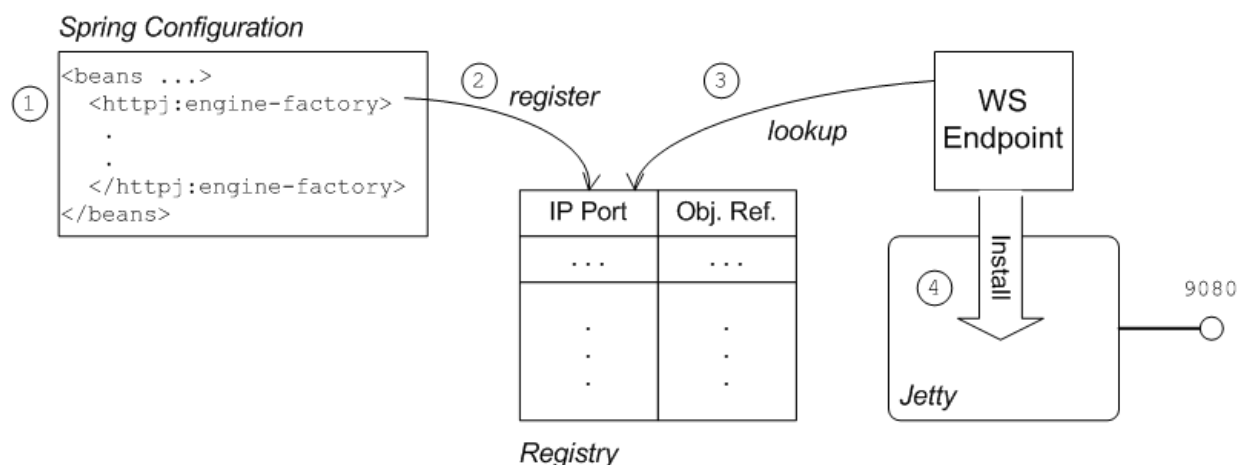 Spring Configuration
1
<beans ...>
<httpj:engine-factory>
.
.
</httpj:engine-factory>
</beans>
2
register
3
lookup
WS
Endpoint
IP Port
Obj. Ref.
...
...
.
.
.
.
.
.
Registry
Install
4
Jetty
9080